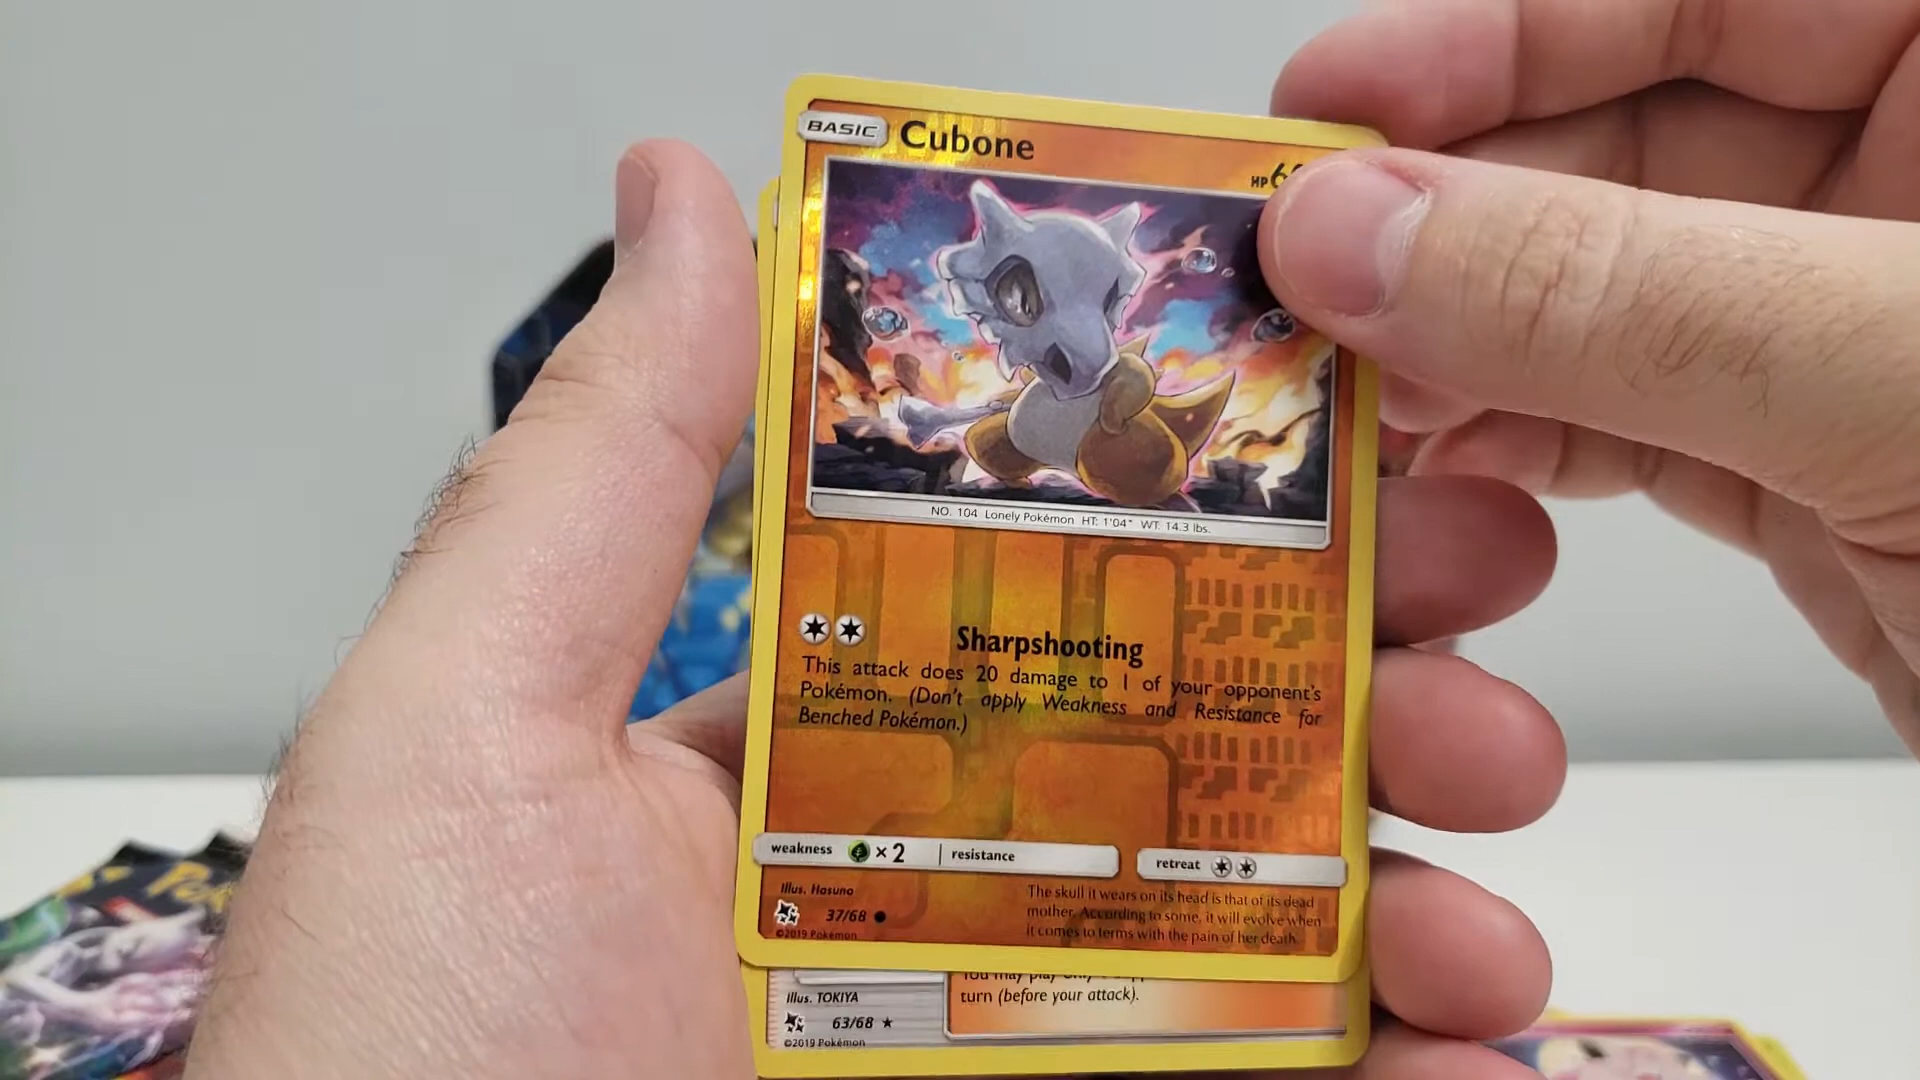 BASIC Cubone
HP
NO. 104 Lonely Pokémon HT: 1'04" WT: 14.3 lbs.
Sharpshooting
This attack does 20 damage to 1 of your opponent's
Pokémon. (Don't apply Weakness and Resistance for
Benched Pokémon.)
weakness ×2 resistance
retreat
Illus. Hasuno
37/68
©2019 Pokémon
The skull it wears on its head is that of its dead
mother. According to some, it will evolve when
it comes to terms with the pain of her death.
You may play
turn (before your attack).
Illus. TOKIYA
63/68
©2019 Pokémon